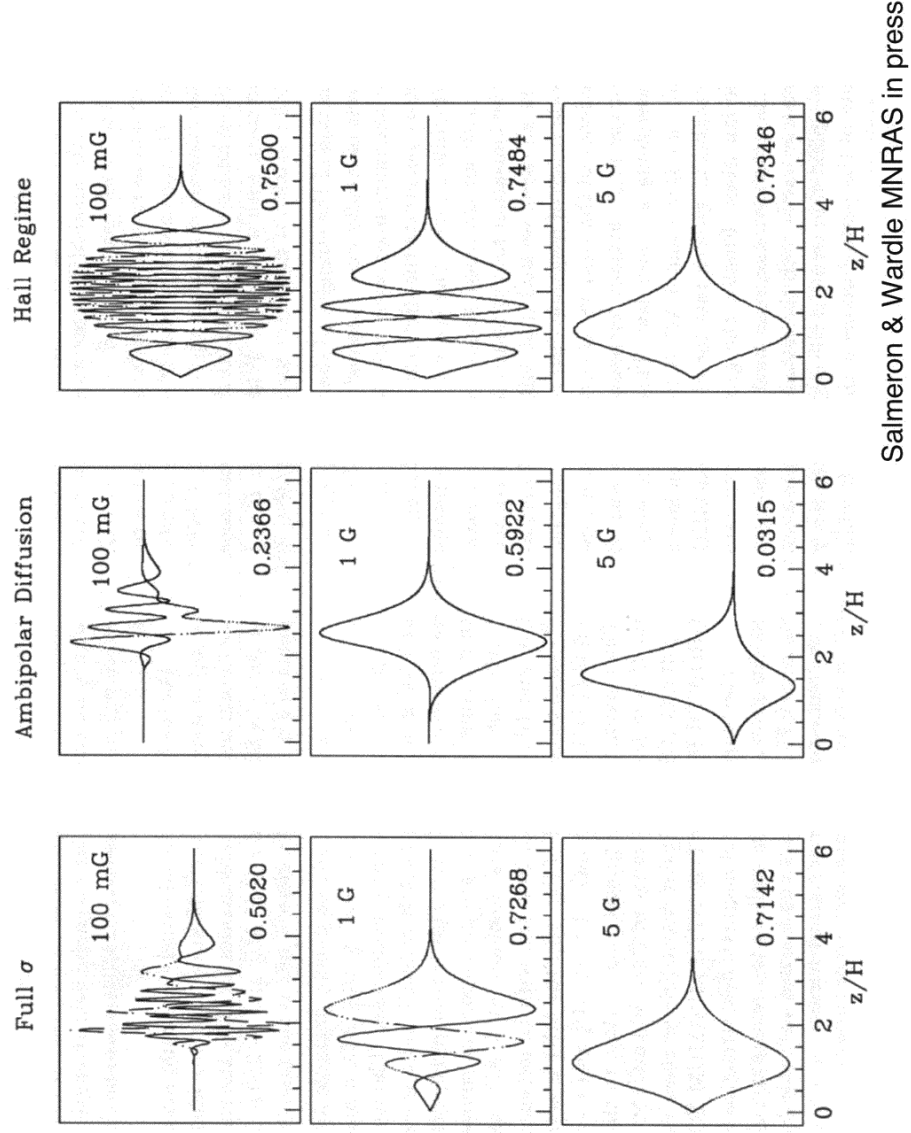 Full σ
Ambipolar Diffusion
Hall Regime
100 mG
0.5020
100 mG
0.2366
100 mG
0.7500
1 G
0.7268
1 G
0.5922
1 G
0.7484
5 G
0.7142
5 G
0.0315
5 G
0.7346
0 2 4 6
z/H
0 2 4 6
z/H
0 2 4 6
z/H
Salmeron & Wardle MNRAS in press